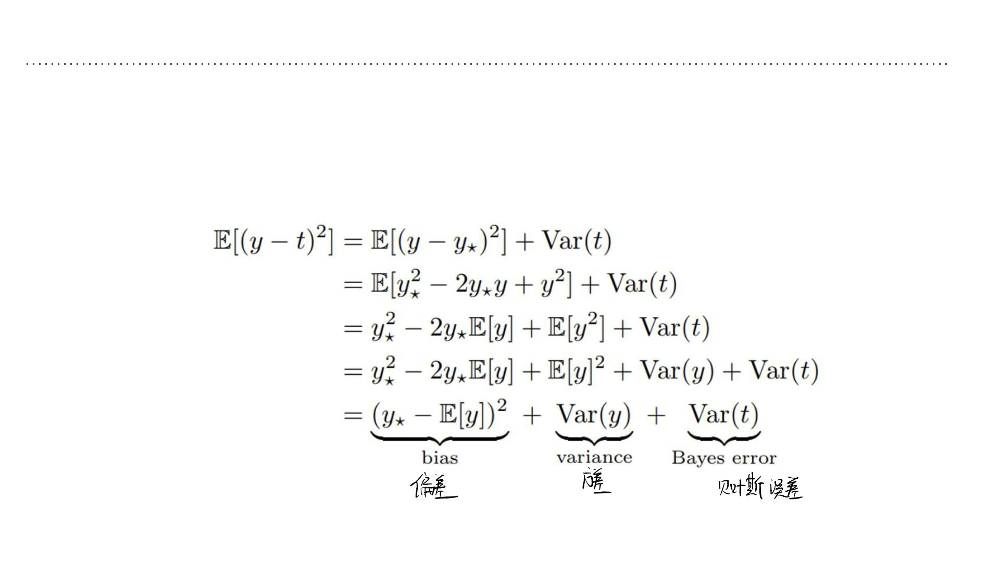 𝔼[(y − t)²] = 𝔼[(y − y⋆)²] + Var(t)
= 𝔼[y⋆² − 2y⋆y + y²] + Var(t)
= y⋆² − 2y⋆𝔼[y] + 𝔼[y²] + Var(t)
= y⋆² − 2y⋆𝔼[y] + 𝔼[y]² + Var(y) + Var(t)
= (y⋆ − 𝔼[y])² + Var(y) + Var(t)
bias variance Bayes error
偏差 方差 贝叶斯误差